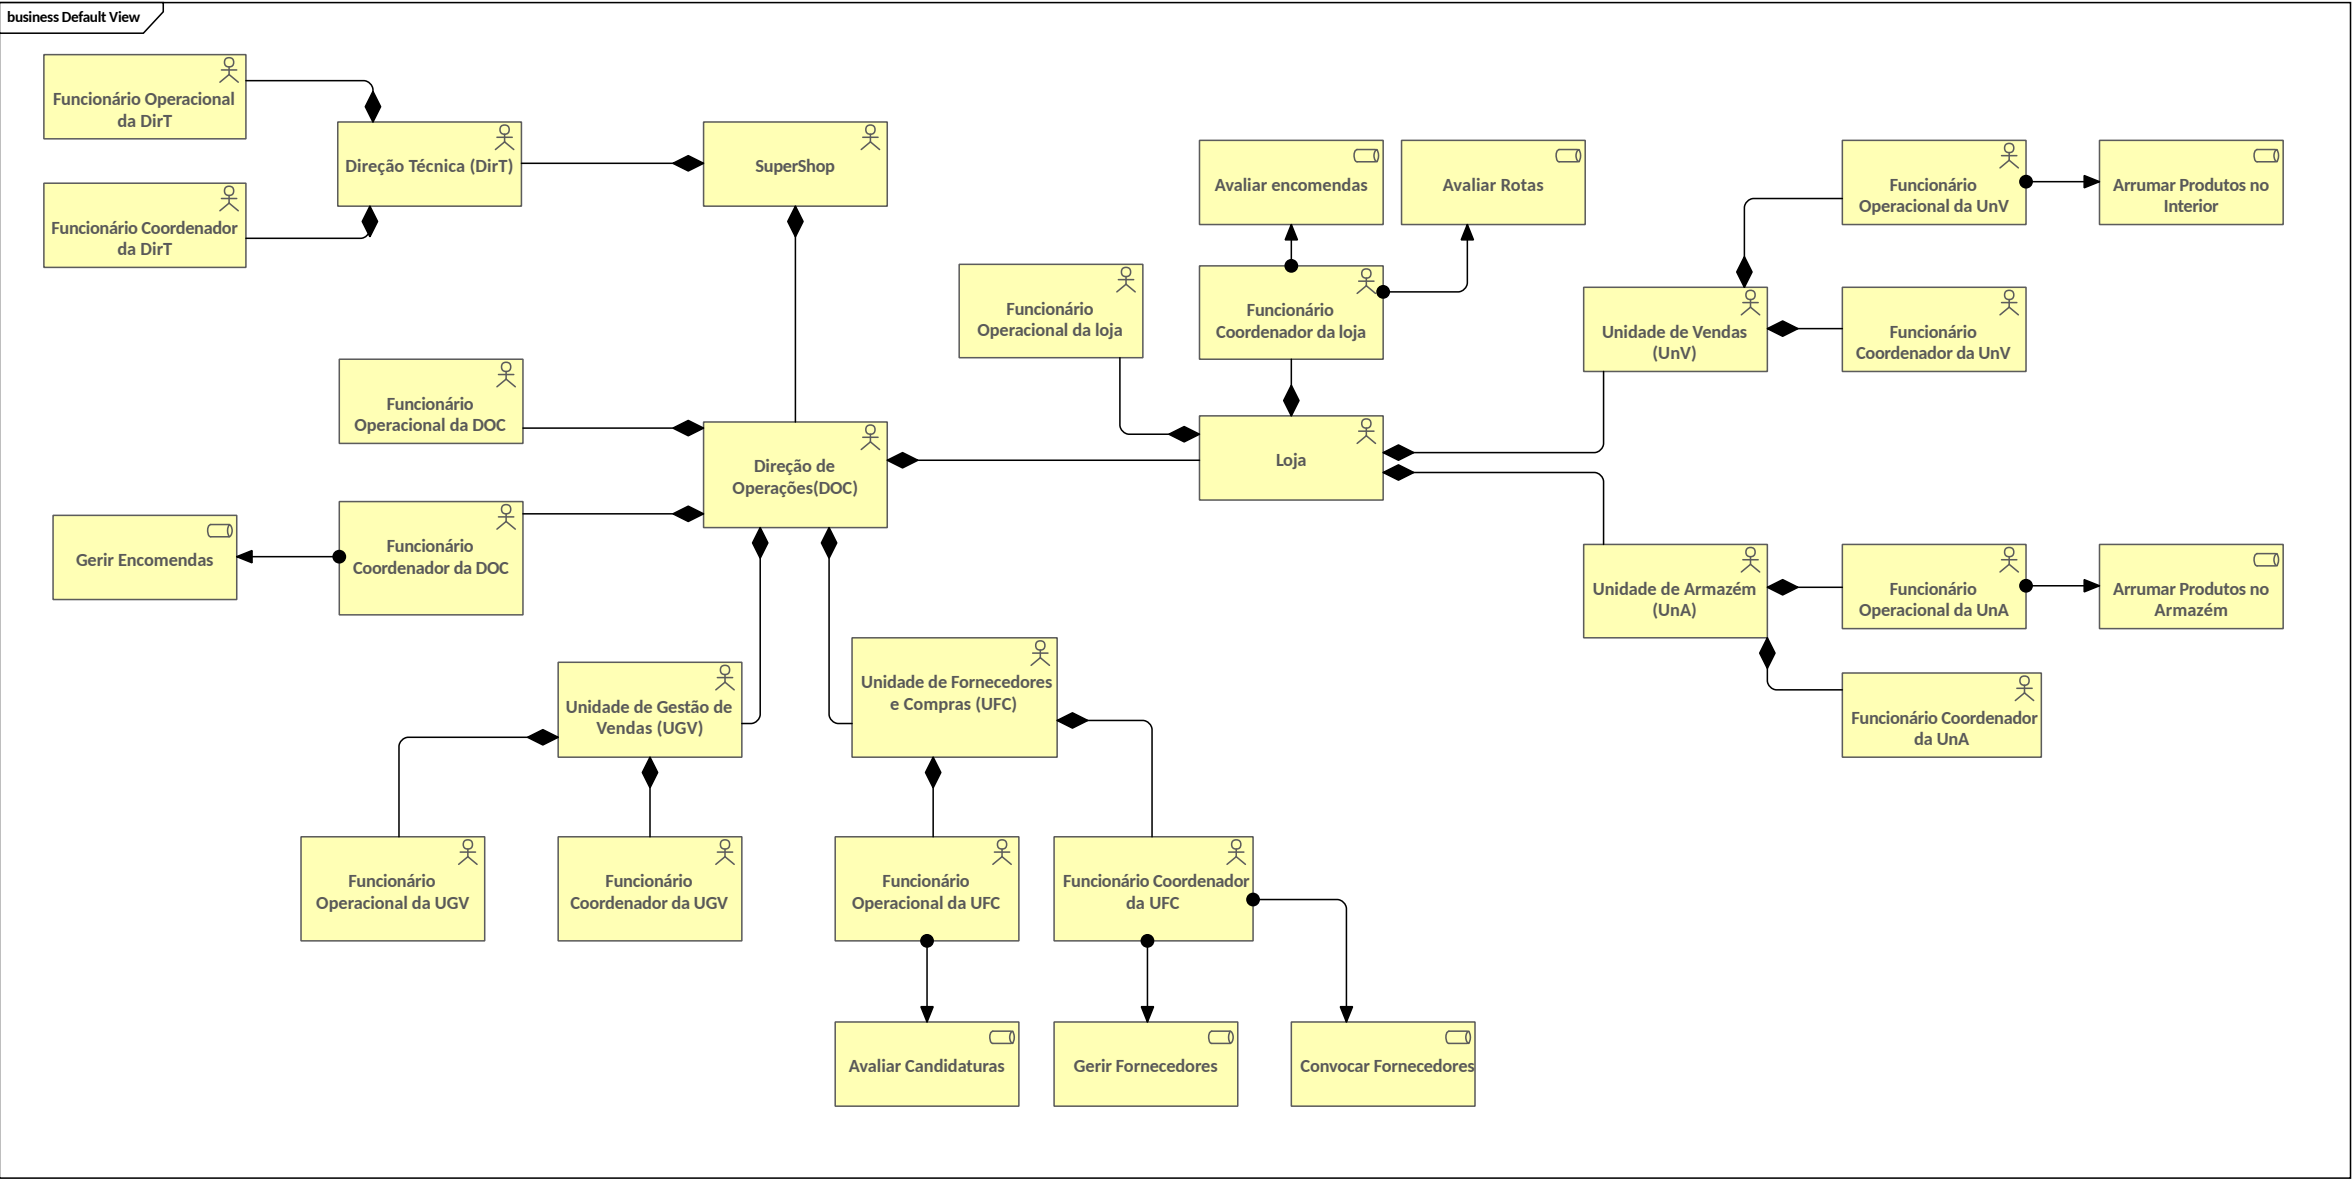 business Default View
Funcionário Operacional
da DirT
Direção Técnica (DirT)
SuperShop
Funcionário Coordenador
da DirT
Avaliar encomendas
Avaliar Rotas
Funcionário
Operacional da UnV
Arrumar Produtos no
Interior
Funcionário
Operacional da loja
Funcionário
Coordenador da loja
Unidade de Vendas
(UnV)
Funcionário
Coordenador da UnV
Funcionário
Operacional da DOC
Direção de
Operações(DOC)
Loja
Gerir Encomendas
Funcionário
Coordenador da DOC
Unidade de Armazém
(UnA)
Funcionário
Operacional da UnA
Arrumar Produtos no
Armazém
Unidade de Gestão de
Vendas (UGV)
Unidade de Fornecedores
e Compras (UFC)
Funcionário Coordenador
da UnA
Funcionário
Operacional da UGV
Funcionário
Coordenador da UGV
Funcionário
Operacional da UFC
Funcionário Coordenador
da UFC
Avaliar Candidaturas
Gerir Fornecedores
Convocar Fornecedores